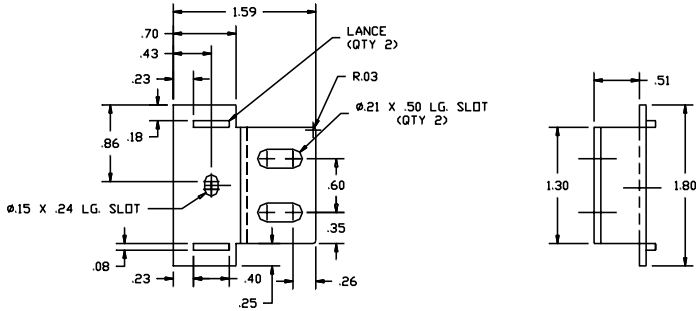 1.59
.70
LANCE
(QTY 2)
.43
.23
R.03
.51
Ø.21 X .50 LG. SLOT
(QTY 2)
.18
.86
.60
1.30
1.80
Ø.15 X .24 LG. SLOT
.35
.08
.23
.40
.26
.25